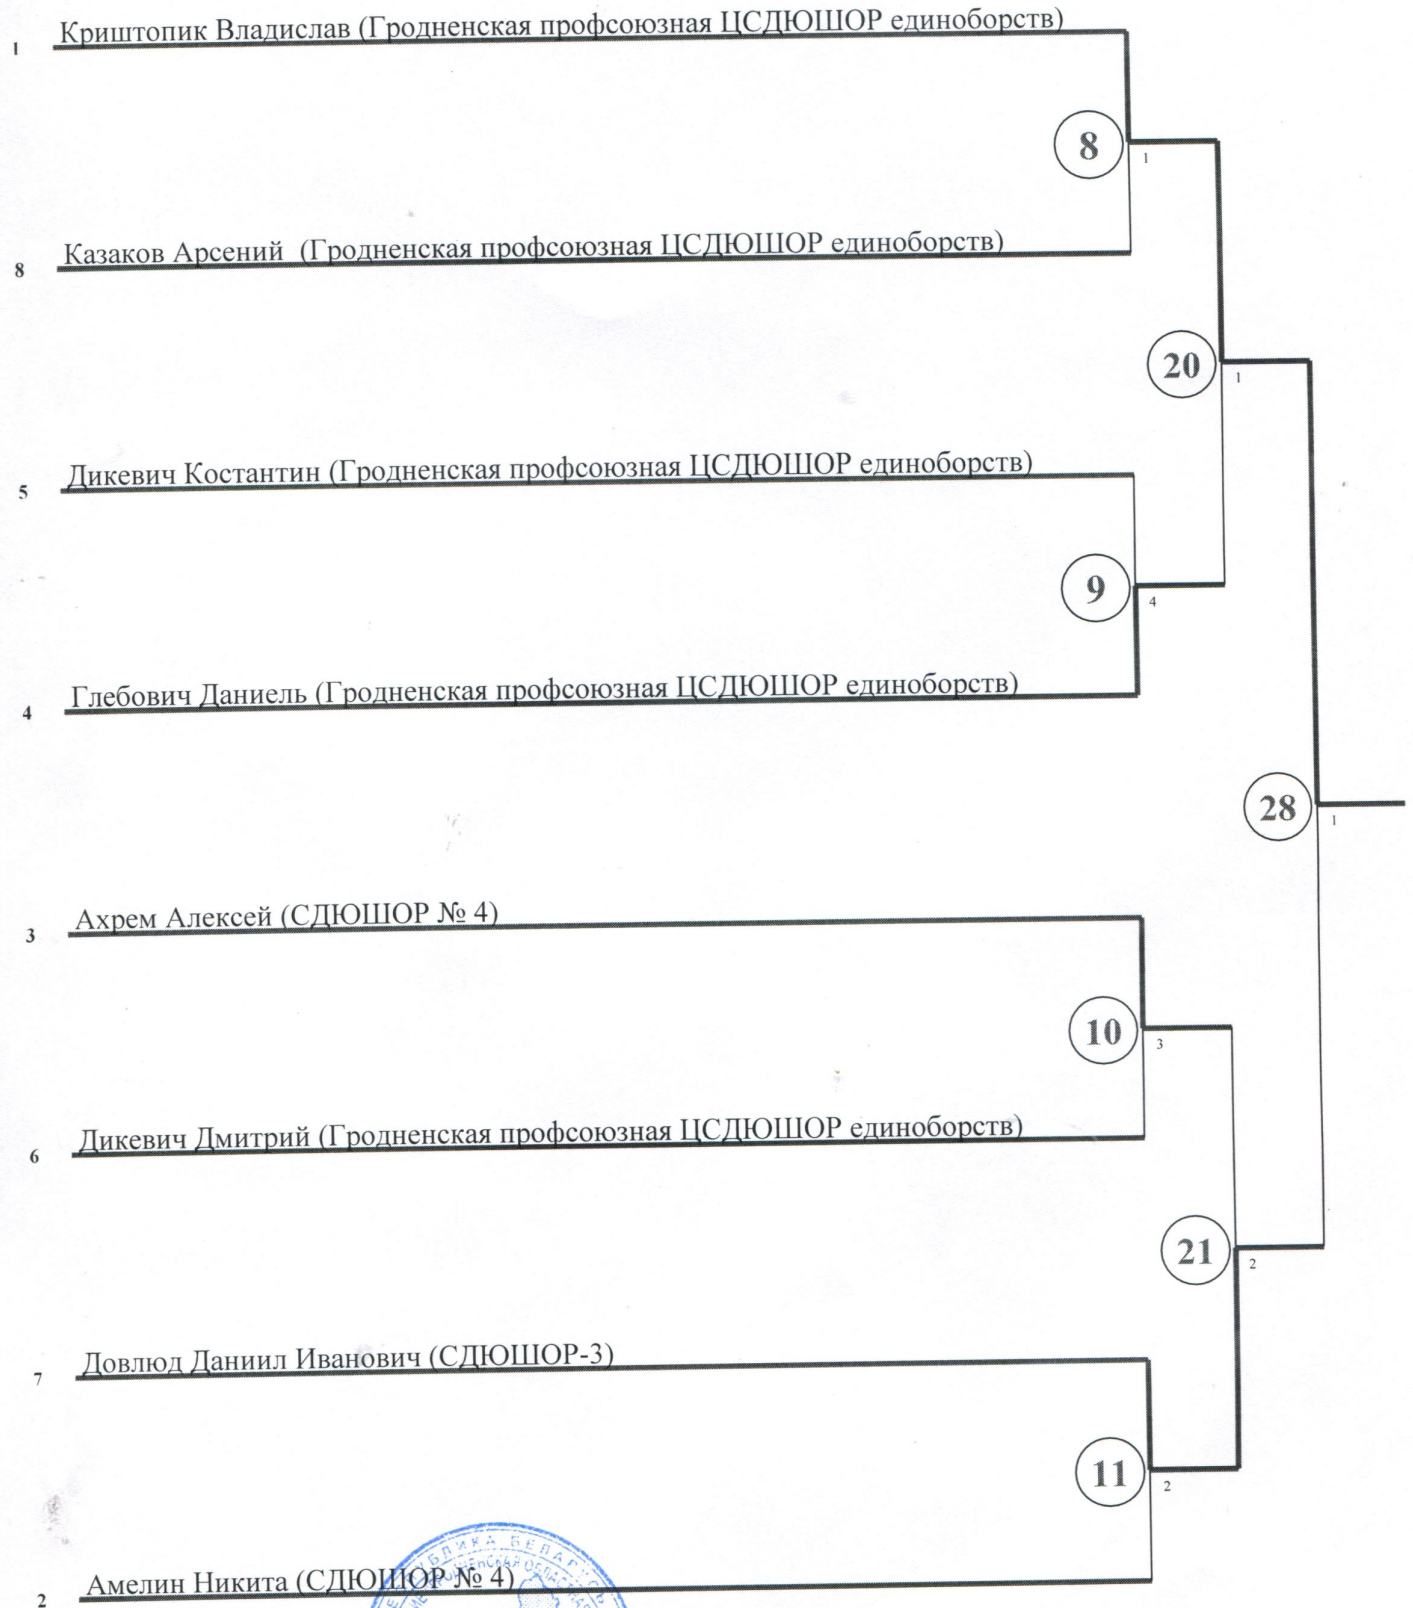 1 Криштопик Владислав (Гродненская профсоюзная ЦСДЮШОР единоборств)
8
1
8 Казаков Арсений (Гродненская профсоюзная ЦСДЮШОР единоборств)
20
1
5 Дикевич Костантин (Гродненская профсоюзная ЦСДЮШОР единоборств)
9
4
4 Глебович Даниель (Гродненская профсоюзная ЦСДЮШОР единоборств)
28
1
3 Ахрем Алексей (СДЮШОР № 4)
10
3
6 Дикевич Дмитрий (Гродненская профсоюзная ЦСДЮШОР единоборств)
21
2
7 Довлюд Даниил Иванович (СДЮШОР-3)
11
2
2 Амелин Никита (СДЮШОР № 4)